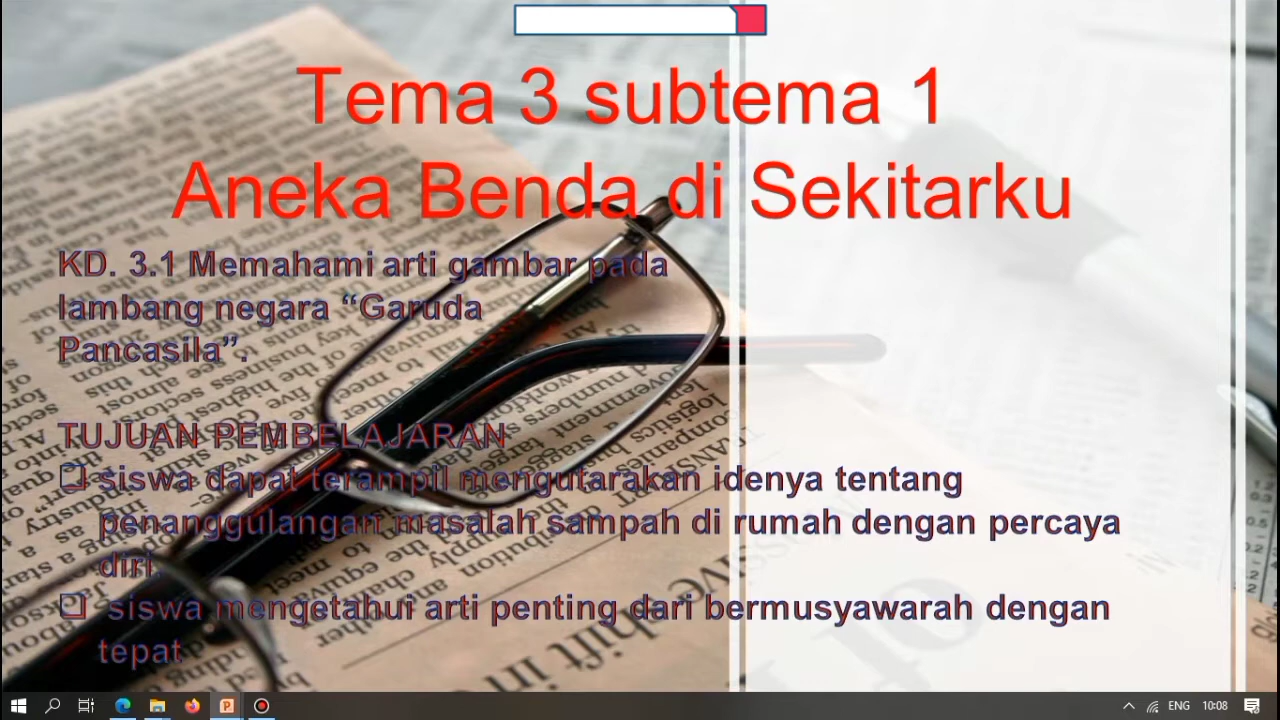 Tema 3 subtema 1
Aneka Benda di Sekitarku
KD. 3.1 Memahami arti gambar pada
lambang negara “Garuda
Pancasila”.
TUJUAN PEMBELAJARAN
❑ siswa dapat terampil mengutarakan idenya tentang
penanggulangan masalah sampah di rumah dengan percaya
diri.
❑ siswa mengetahui arti penting dari bermusyawarah dengan
tepat
ENG 10:08